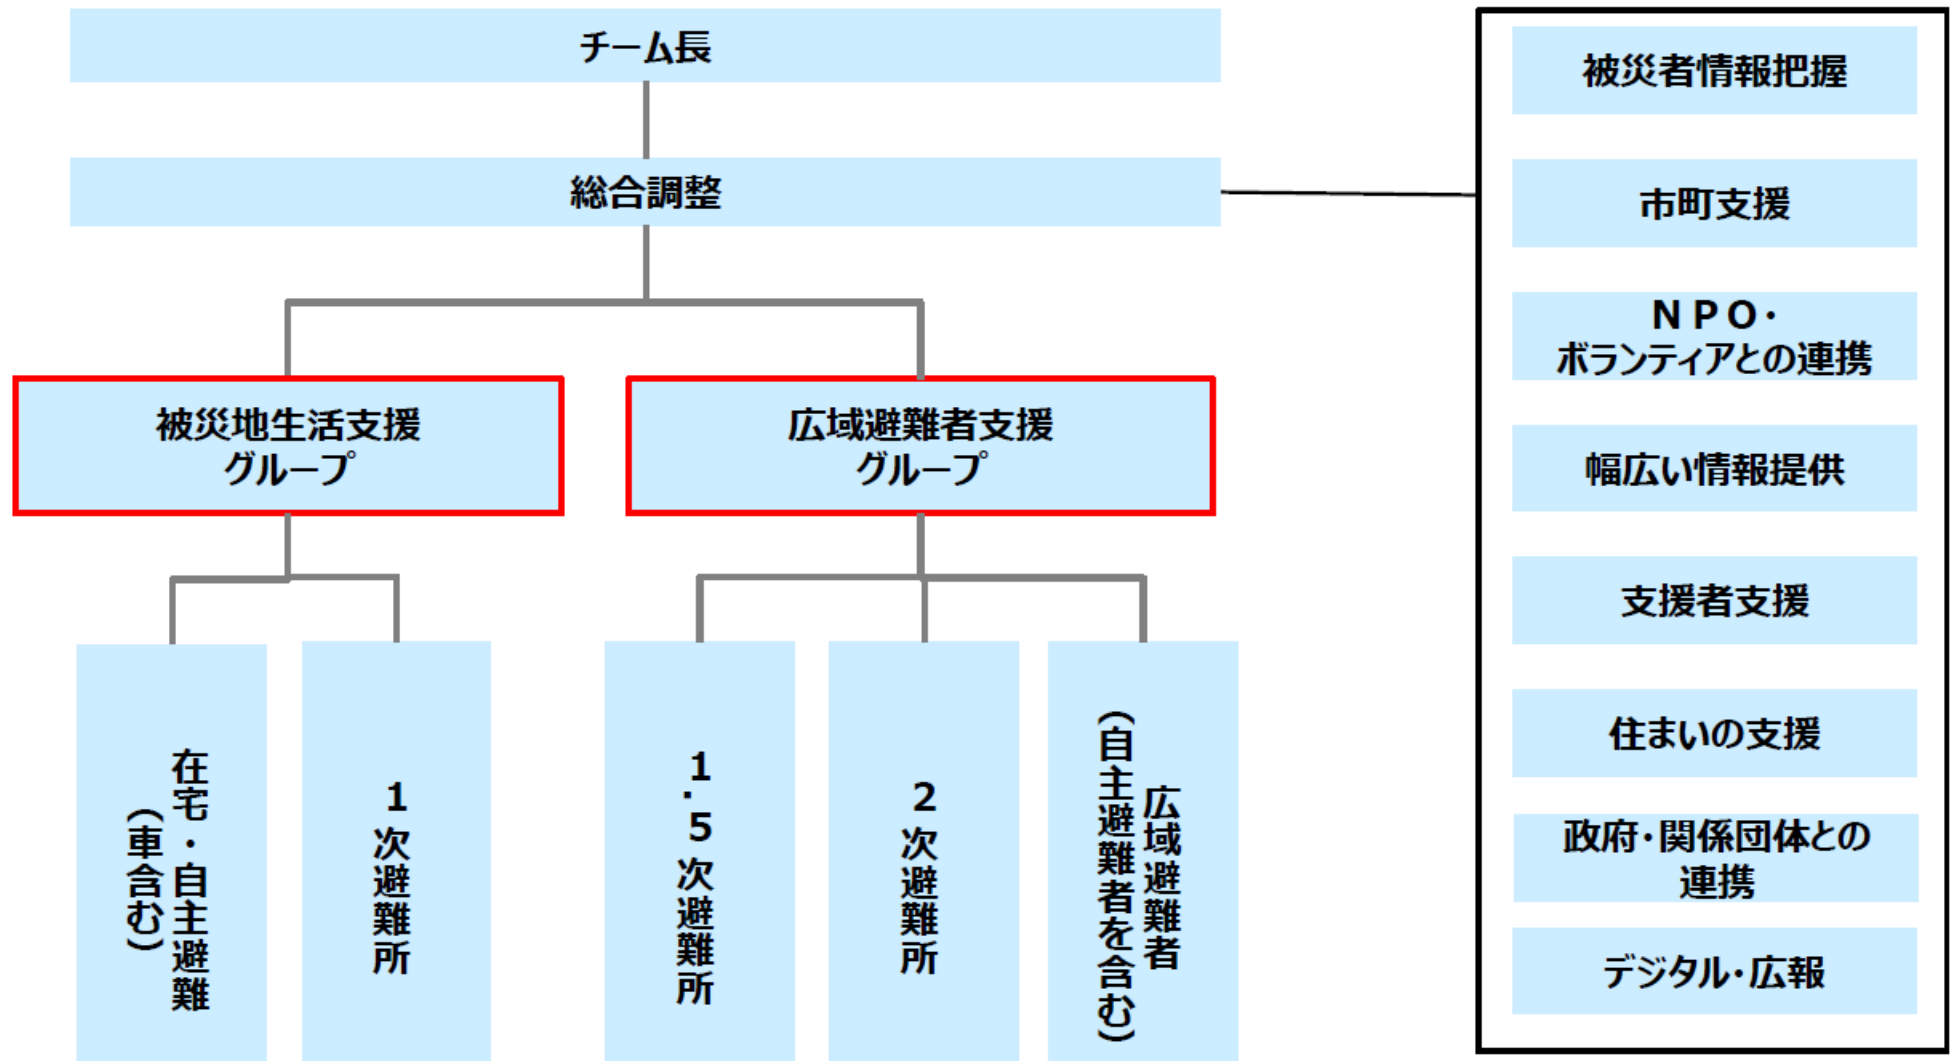 チーム長
総合調整
被災地生活支援
グループ
広域避難者支援
グループ
在宅・自主避難
(車含む)
1次避難所
1.5次避難所
2次避難所
広域避難者
(自主避難者を含む)
被災者情報把握
市町支援
NPO・
ボランティアとの連携
幅広い情報提供
支援者支援
住まいの支援
政府・関係団体との
連携
デジタル・広報